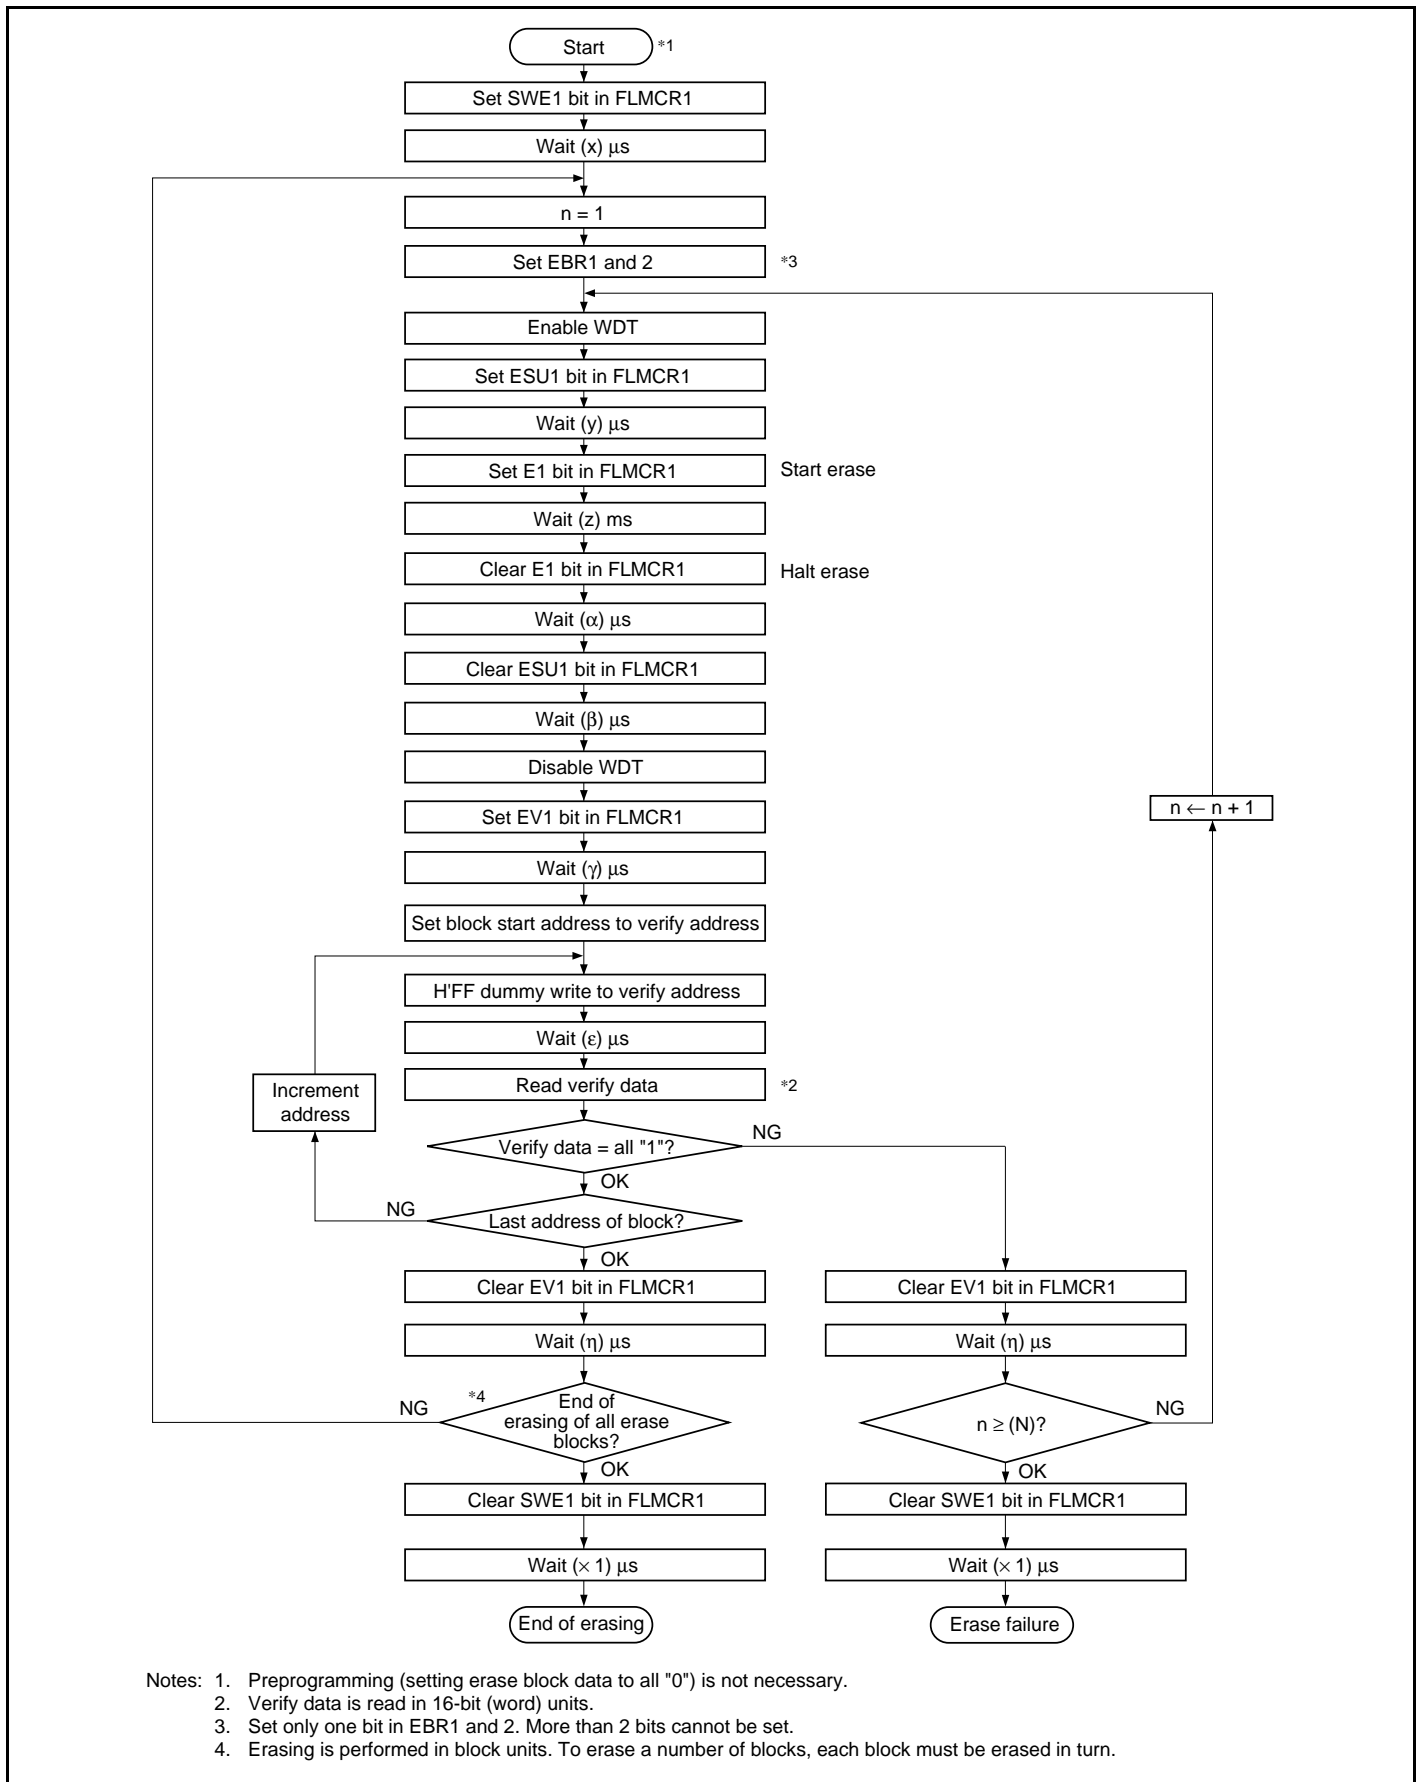 Start *1
Set SWE1 bit in FLMCR1
Wait (x) μs
n = 1
Set EBR1 and 2 *3
Enable WDT
Set ESU1 bit in FLMCR1
Wait (y) μs
Set E1 bit in FLMCR1 Start erase
Wait (z) ms
Clear E1 bit in FLMCR1 Halt erase
Wait (α) μs
Clear ESU1 bit in FLMCR1
Wait (β) μs
Disable WDT
Set EV1 bit in FLMCR1
n ← n + 1
Wait (γ) μs
Set block start address to verify address
H'FF dummy write to verify address
Wait (ε) μs
Read verify data *2
Increment
address
Verify data = all "1"?
NG
OK
Last address of block?
NG
OK
Clear EV1 bit in FLMCR1
Clear EV1 bit in FLMCR1
Wait (η) μs
Wait (η) μs
*4
End of
erasing of all erase
blocks?
NG
OK
n ≥ (N)?
NG
OK
Clear SWE1 bit in FLMCR1
Clear SWE1 bit in FLMCR1
Wait (× 1) μs
Wait (× 1) μs
End of erasing
Erase failure
Notes: 1. Preprogramming (setting erase block data to all "0") is not necessary.
2. Verify data is read in 16-bit (word) units.
3. Set only one bit in EBR1 and 2. More than 2 bits cannot be set.
4. Erasing is performed in block units. To erase a number of blocks, each block must be erased in turn.